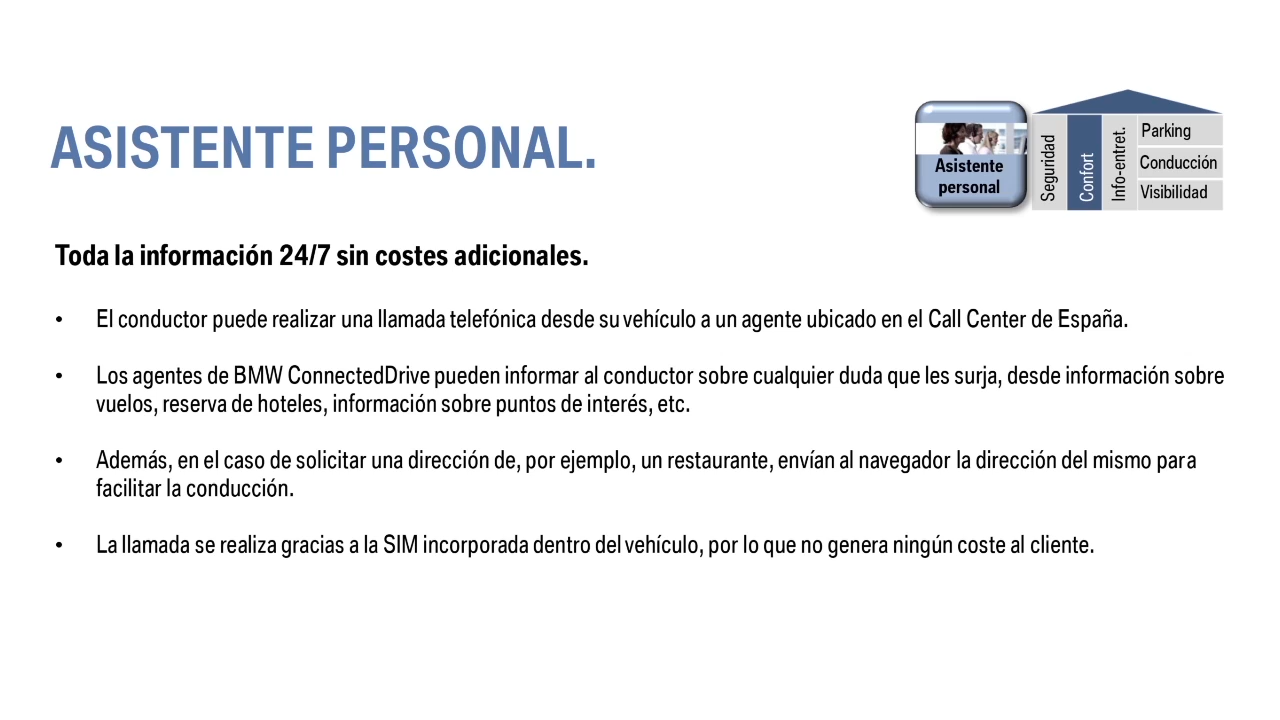 ASISTENTE PERSONAL.
Asistente
personal
Seguridad
Confort
Info-entret.
Parking
Conducción
Visibilidad
Toda la información 24/7 sin costes adicionales.
• El conductor puede realizar una llamada telefónica desde su vehículo a un agente ubicado en el Call Center de España.
• Los agentes de BMW ConnectedDrive pueden informar al conductor sobre cualquier duda que les surja, desde información sobre
vuelos, reserva de hoteles, información sobre puntos de interés, etc.
• Además, en el caso de solicitar una dirección de, por ejemplo, un restaurante, envían al navegador la dirección del mismo para
facilitar la conducción.
• La llamada se realiza gracias a la SIM incorporada dentro del vehículo, por lo que no genera ningún coste al cliente.